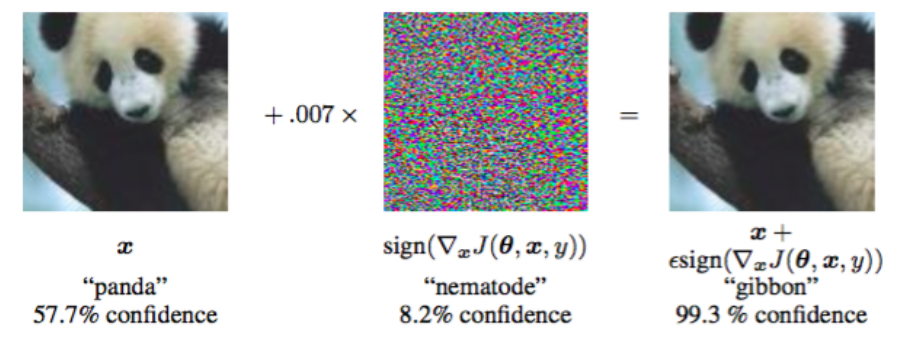 + .007 ×
=
x
sign(∇ₓJ(θ, x, y))
x +
ϵsign(∇ₓJ(θ, x, y))
“panda”
“nematode”
“gibbon”
57.7% confidence
8.2% confidence
99.3 % confidence